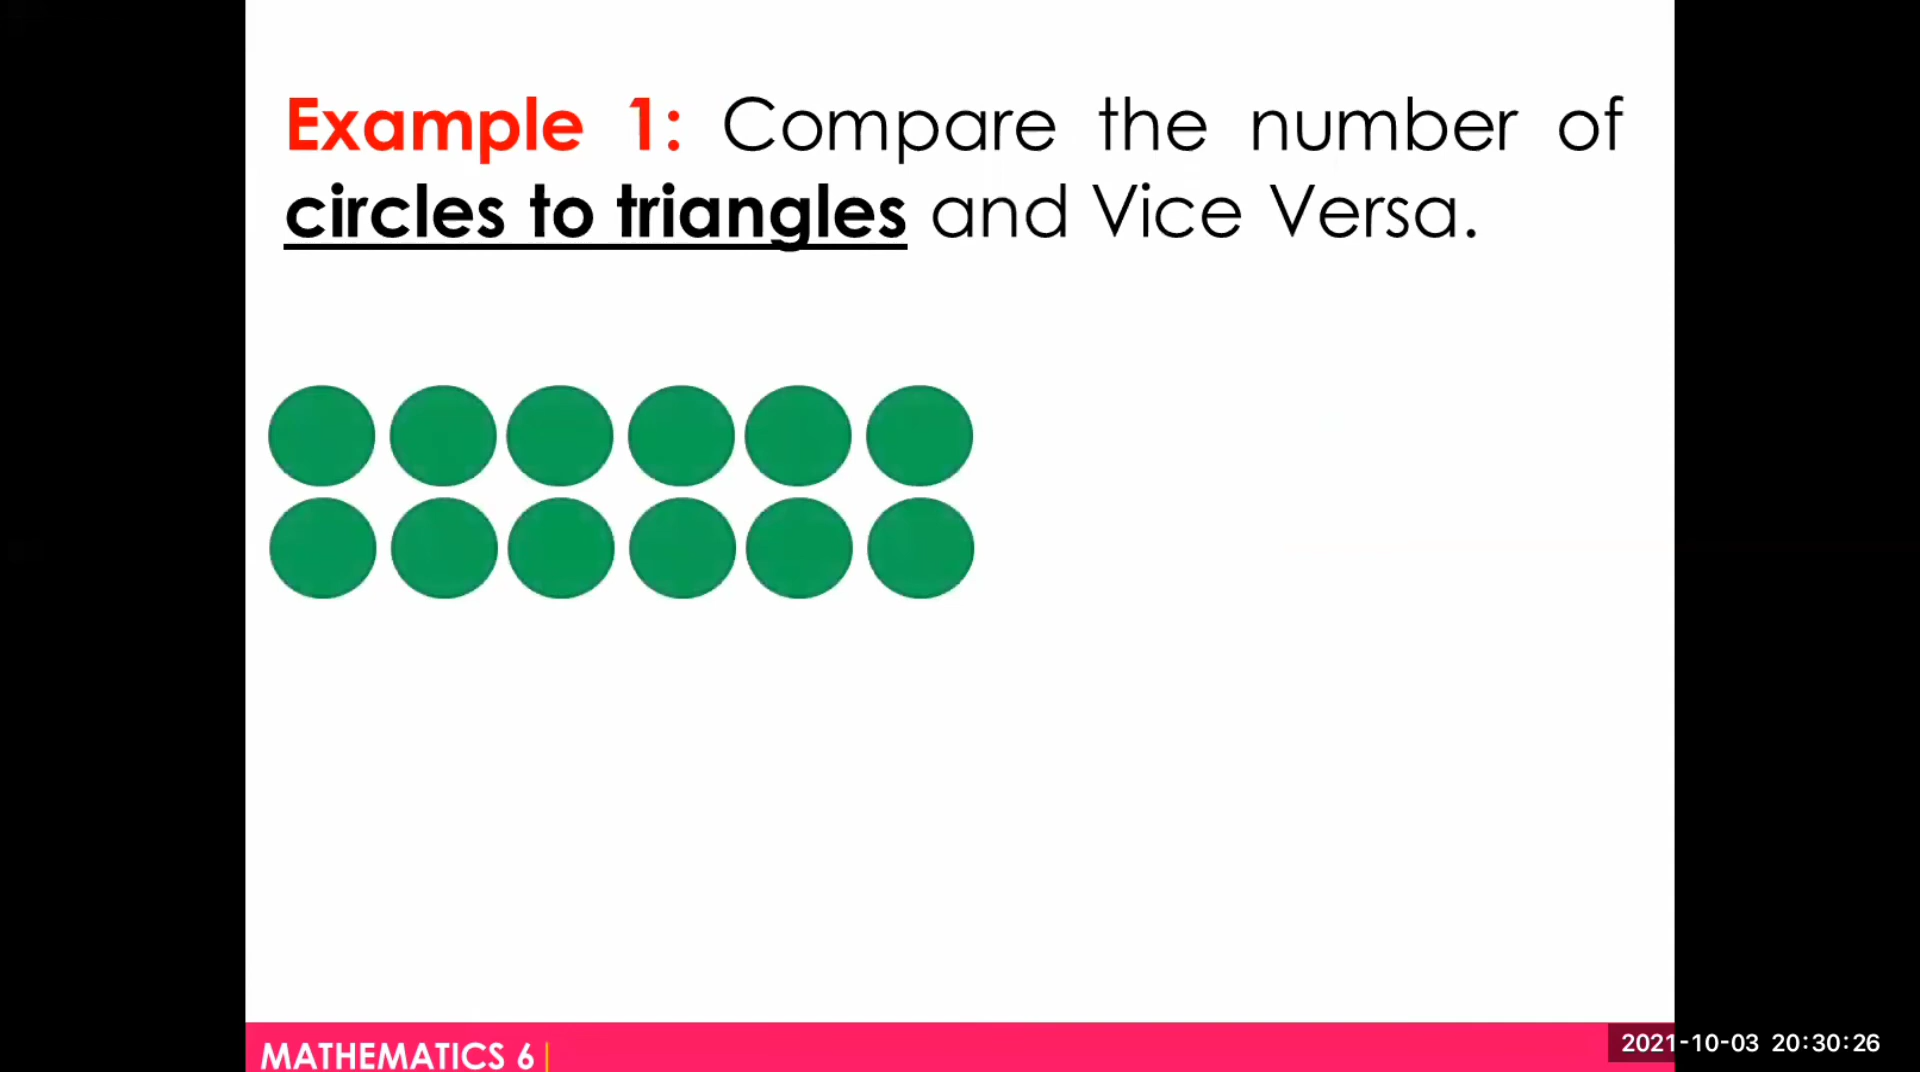 Example 1: Compare the number of
circles to triangles and Vice Versa.
MATHEMATICS 6|
2021-10-03 20:30:26